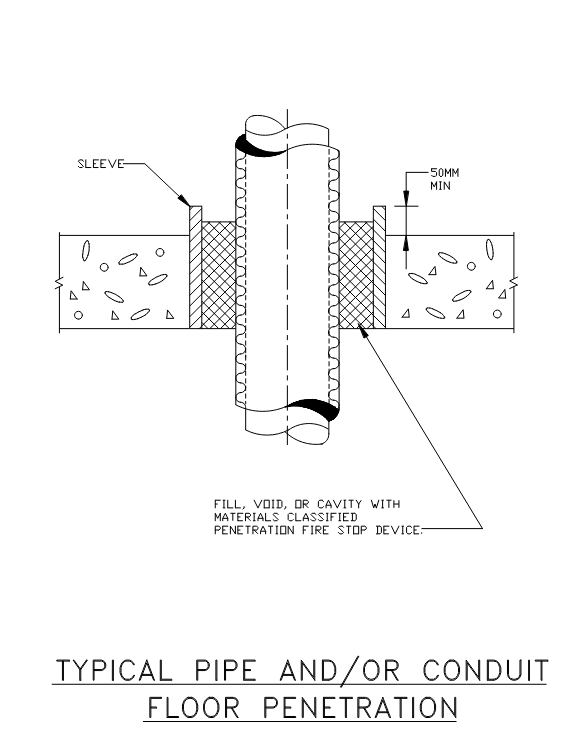 SLEEVE
50MM
MIN
FILL, VOID, OR CAVITY WITH
MATERIALS CLASSIFIED
PENETRATION FIRE STOP DEVICE.
TYPICAL PIPE AND/OR CONDUIT
FLOOR PENETRATION